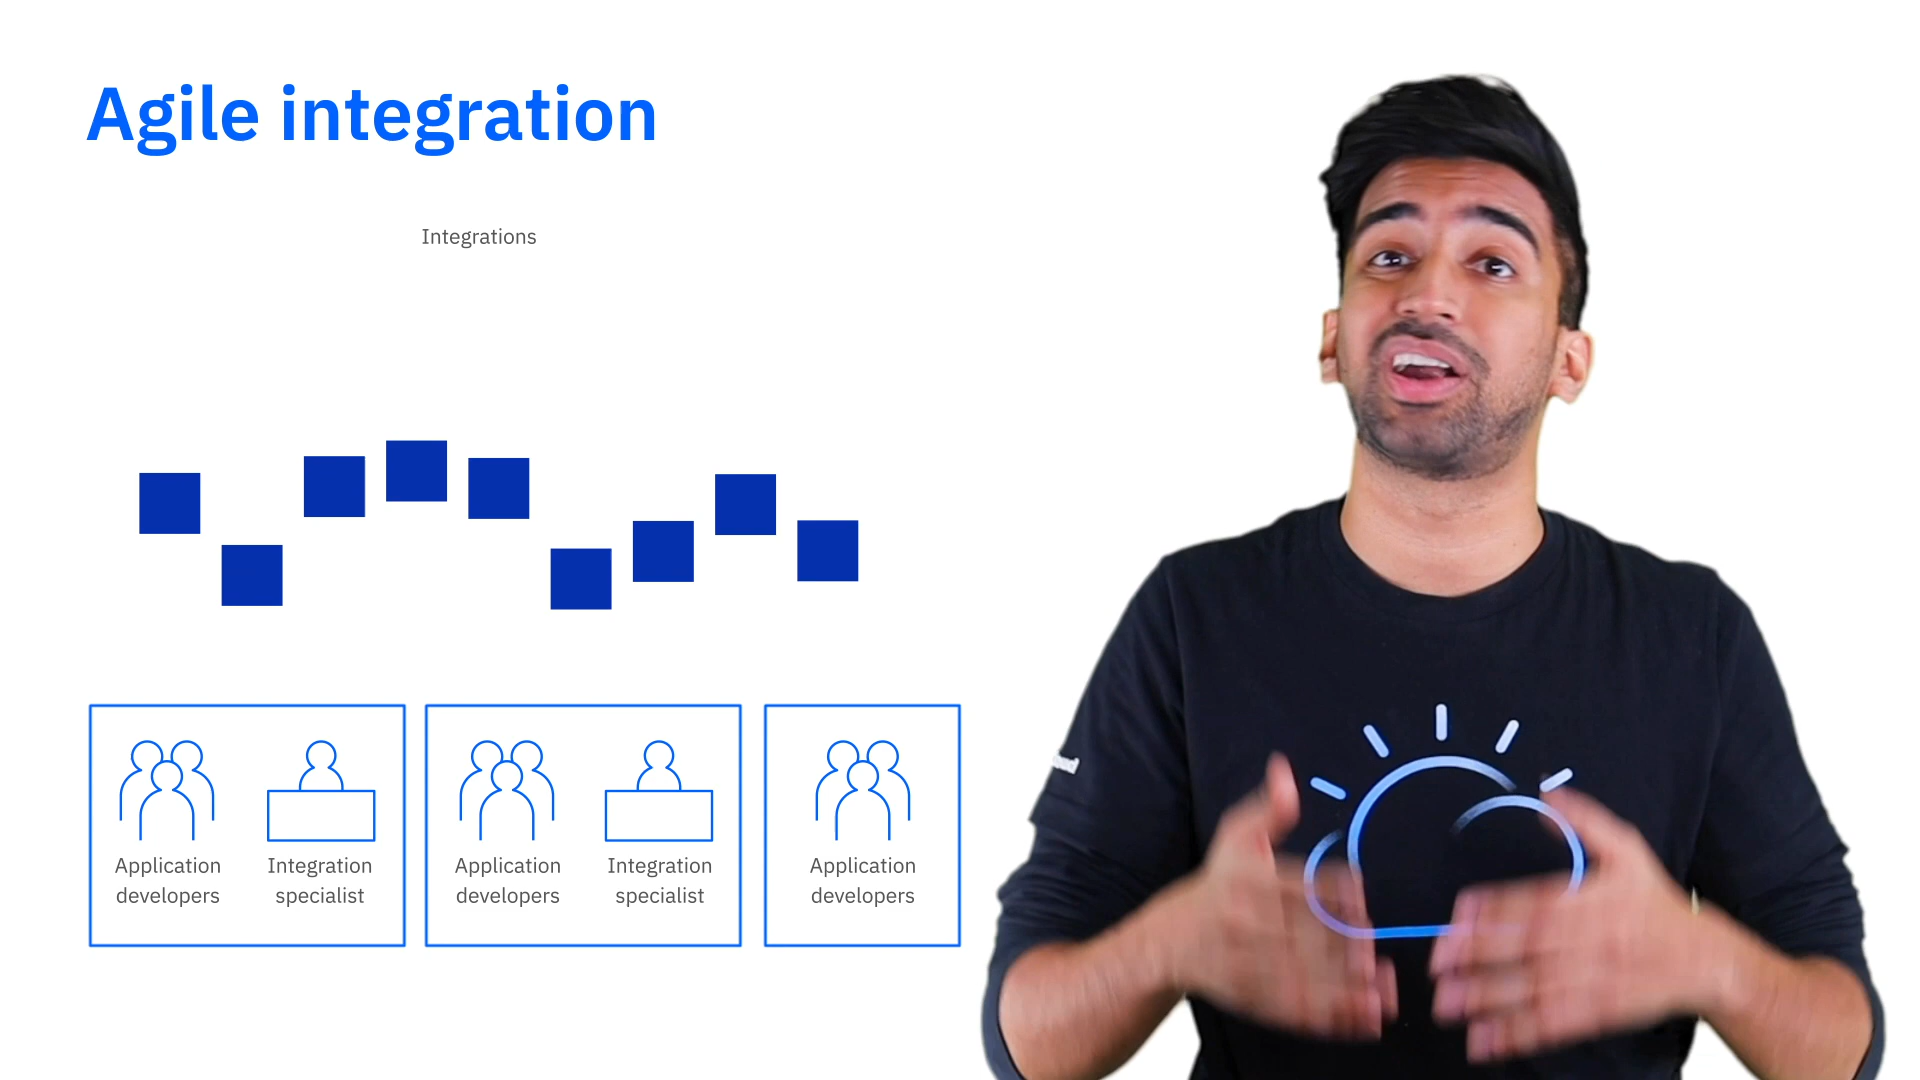 Agile integration
Integrations
Application
developers
Integration
specialist
Application
developers
Integration
specialist
Application
developers